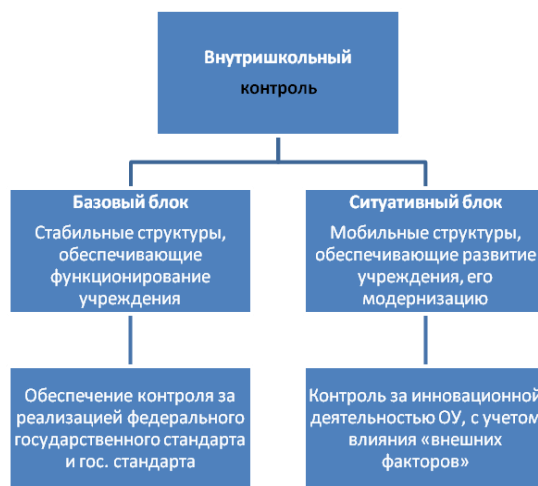 Внутришкольный
контроль
Базовый блок
Стабильные структуры,
обеспечивающие
функционирование
учреждения
Ситуативный блок
Мобильные структуры,
обеспечивающие развитие
учреждения, его
модернизацию
Обеспечение контроля за
реализацией федерального
государственного стандарта
и гос. стандарта
Контроль за инновационной
деятельностью ОУ, с учетом
влияния «внешних
факторов»